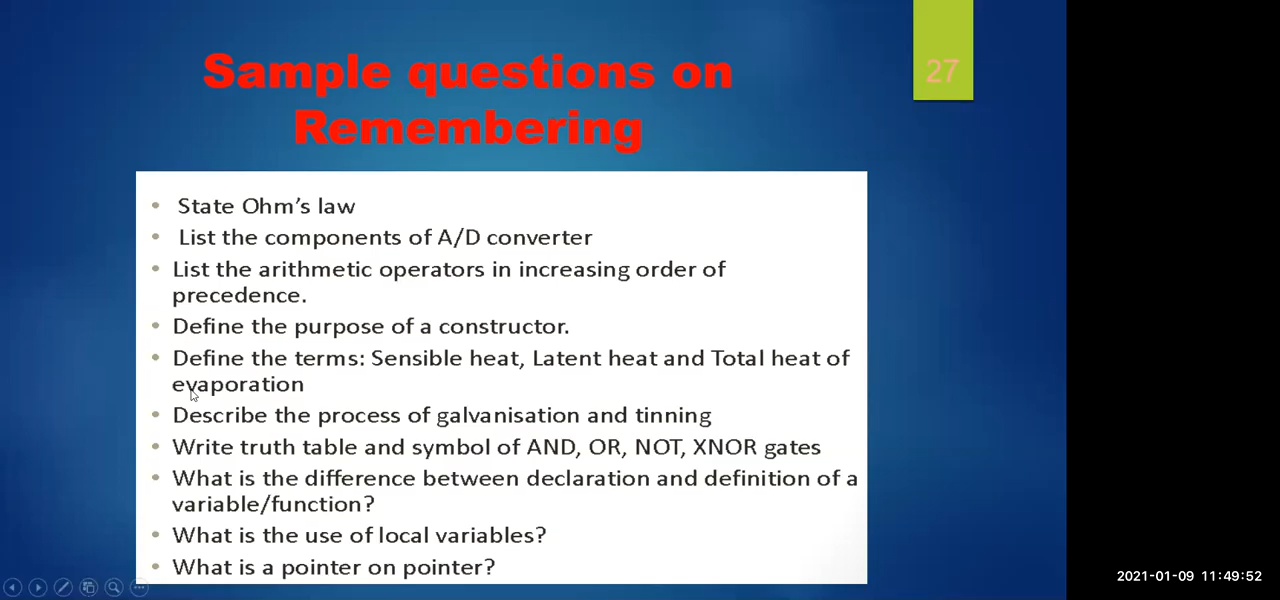 Sample questions on
Remembering
27
• State Ohm's law
• List the components of A/D converter
• List the arithmetic operators in increasing order of
precedence.
• Define the purpose of a constructor.
• Define the terms: Sensible heat, Latent heat and Total heat of
evaporation
• Describe the process of galvanisation and tinning
• Write truth table and symbol of AND, OR, NOT, XNOR gates
• What is the difference between declaration and definition of a
variable/function?
• What is the use of local variables?
• What is a pointer on pointer?
2021-01-09 11:49:52